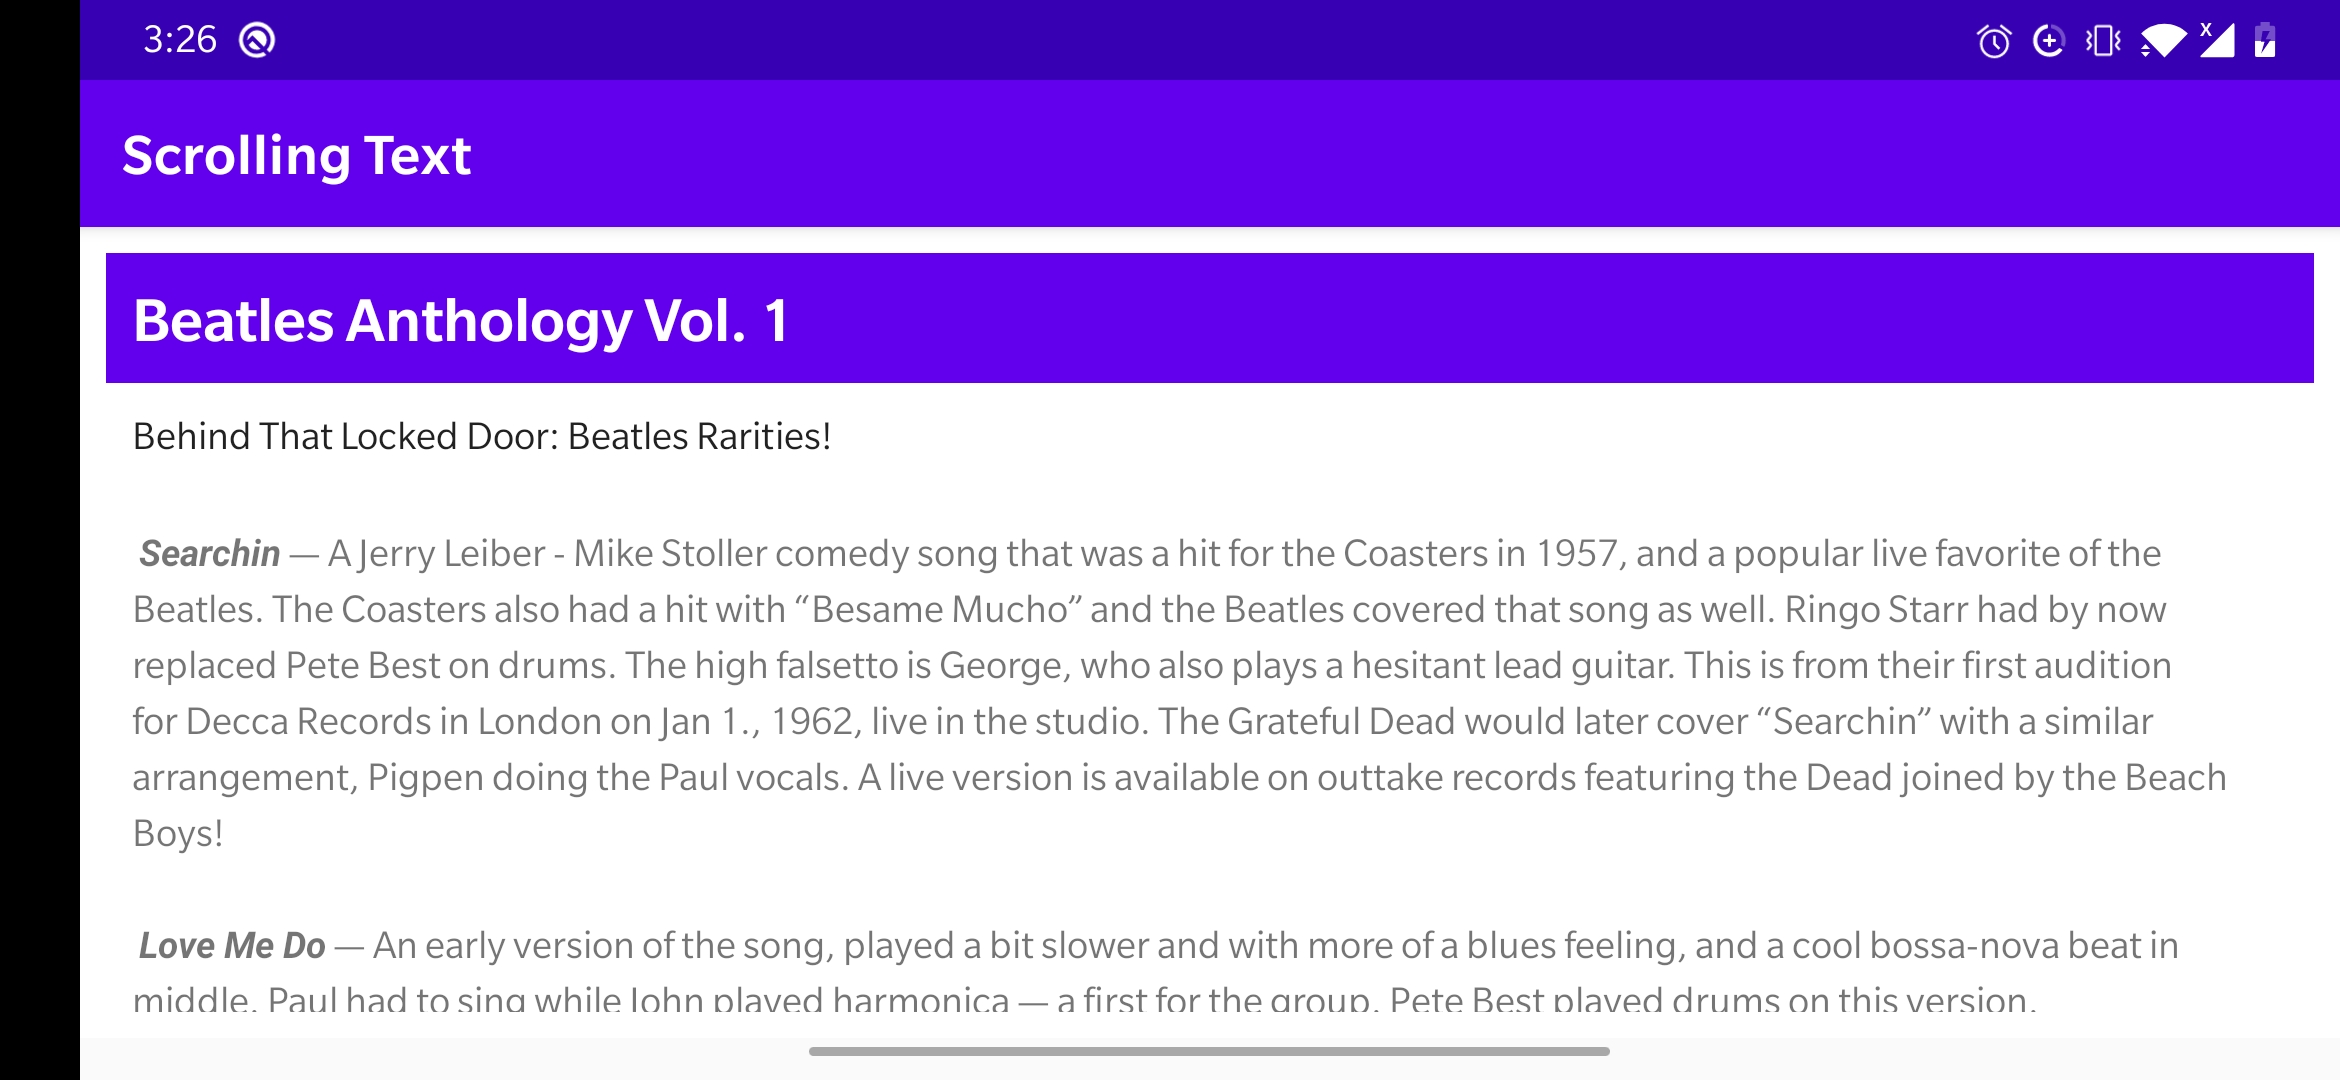 3:26
Scrolling Text
Beatles Anthology Vol. 1
Behind That Locked Door: Beatles Rarities!
Searchin — A Jerry Leiber - Mike Stoller comedy song that was a hit for the Coasters in 1957, and a popular live favorite of the
Beatles. The Coasters also had a hit with “Besame Mucho” and the Beatles covered that song as well. Ringo Starr had by now
replaced Pete Best on drums. The high falsetto is George, who also plays a hesitant lead guitar. This is from their first audition
for Decca Records in London on Jan 1., 1962, live in the studio. The Grateful Dead would later cover “Searchin” with a similar
arrangement, Pigpen doing the Paul vocals. A live version is available on outtake records featuring the Dead joined by the Beach
Boys!
Love Me Do — An early version of the song, played a bit slower and with more of a blues feeling, and a cool bossa-nova beat in
middle. Paul had to sing while John played harmonica — a first for the group. Pete Best played drums on this version.